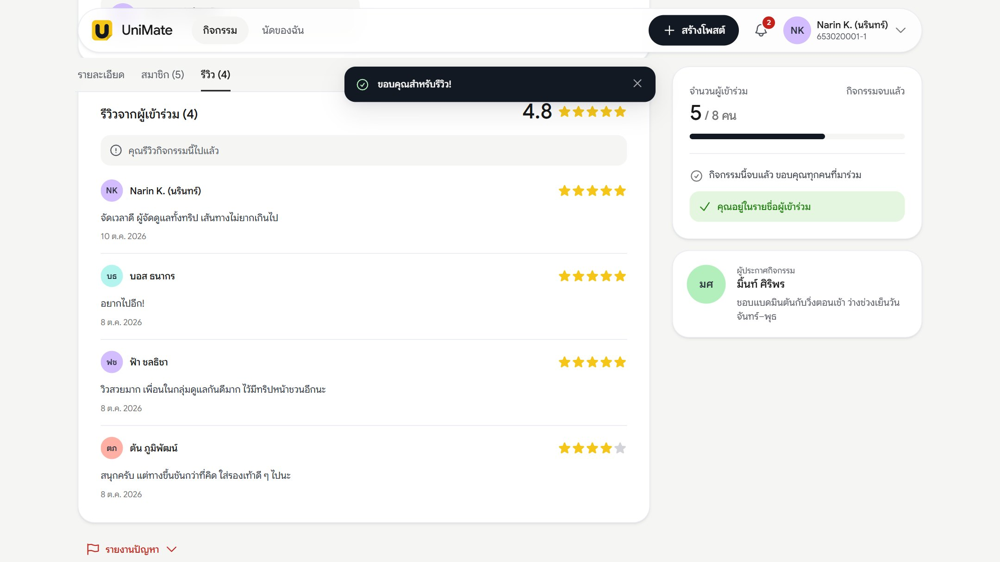 UniMate
กิจกรรม
นัดของฉัน
สร้างโพสต์
2
NK
Narin K. (นรินทร์)
653020001-1
รายละเอียด
สมาชิก (5)
รีวิว (4)
ขอบคุณสำหรับรีวิว!
รีวิวจากผู้เข้าร่วม (4)
4.8
คุณรีวิวกิจกรรมนี้ไปแล้ว
NK
Narin K. (นรินทร์)
จัดเวลาดี ผู้จัดดูแลทั้งทริป เส้นทางไม่ยากเกินไป
10 ต.ค. 2026
บธ
บอส ธนากร
อยากไปอีก!
8 ต.ค. 2026
ฟช
ฟ้า ชลธิชา
วิวสวยมาก เพื่อนในกลุ่มดูแลกันดีมาก ไว้มีทริปหน้าชวนอีกนะ
8 ต.ค. 2026
ตภ
ต้น ภูมิพัฒน์
สนุกครับ แต่ทางขึ้นชันกว่าที่คิด ใส่รองเท้าดี ๆ ไปนะ
8 ต.ค. 2026
รายงานปัญหา
จำนวนผู้เข้าร่วม
กิจกรรมจบแล้ว
5 / 8 คน
กิจกรรมนี้จบแล้ว ขอบคุณทุกคนที่มาร่วม
คุณอยู่ในรายชื่อผู้เข้าร่วม
มศ
ผู้ประกาศกิจกรรม
มิ้นท์ ศิริพร
ชอบแบดมินตันกับวิ่งตอนเช้า ว่างช่วงเย็นวัน
จันทร์–พุธ